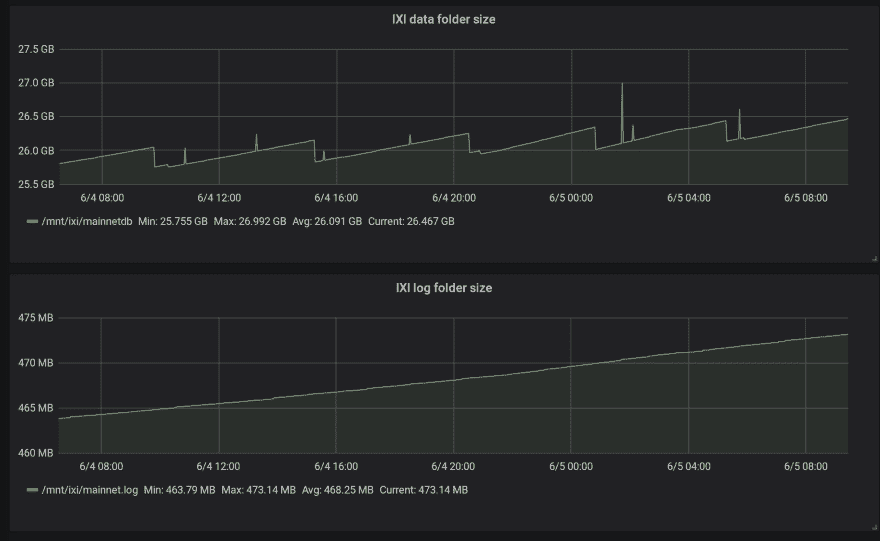 IXI data folder size
27.5 GB
27.0 GB
26.5 GB
26.0 GB
25.5 GB
6/4 08:00 6/4 12:00 6/4 16:00 6/4 20:00 6/5 00:00 6/5 04:00 6/5 08:00
/mnt/ixi/mainnetdb Min: 25.755 GB Max: 26.992 GB Avg: 26.091 GB Current: 26.467 GB
IXI log folder size
475 MB
470 MB
465 MB
460 MB
6/4 08:00 6/4 12:00 6/4 16:00 6/4 20:00 6/5 00:00 6/5 04:00 6/5 08:00
/mnt/ixi/mainnet.log Min: 463.79 MB Max: 473.14 MB Avg: 468.25 MB Current: 473.14 MB